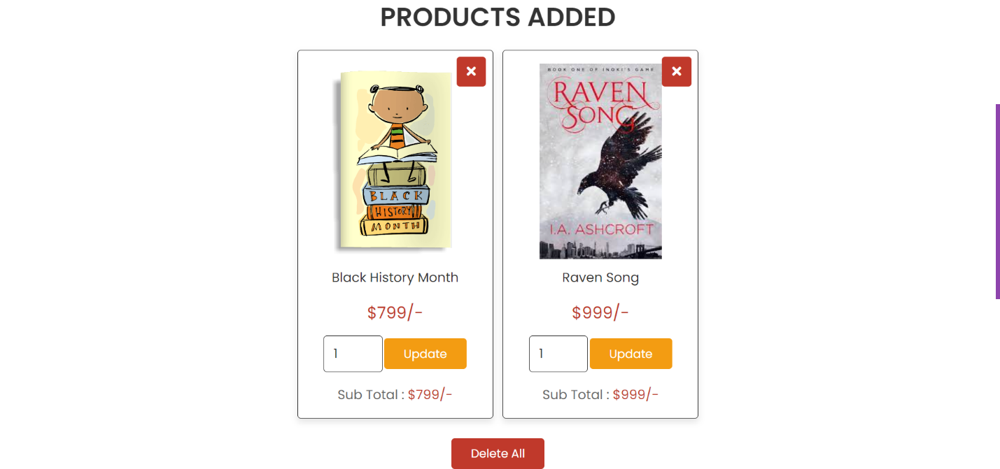 PRODUCTS ADDED
BLACK
HISTORY
MONTH
Black History Month
$799/-
1
Update
Sub Total : $799/-
BOOK ONE OF INOKI'S GAME
RAVEN
SONG
I.A. ASHCROFT
Raven Song
$999/-
1
Update
Sub Total : $999/-
Delete All